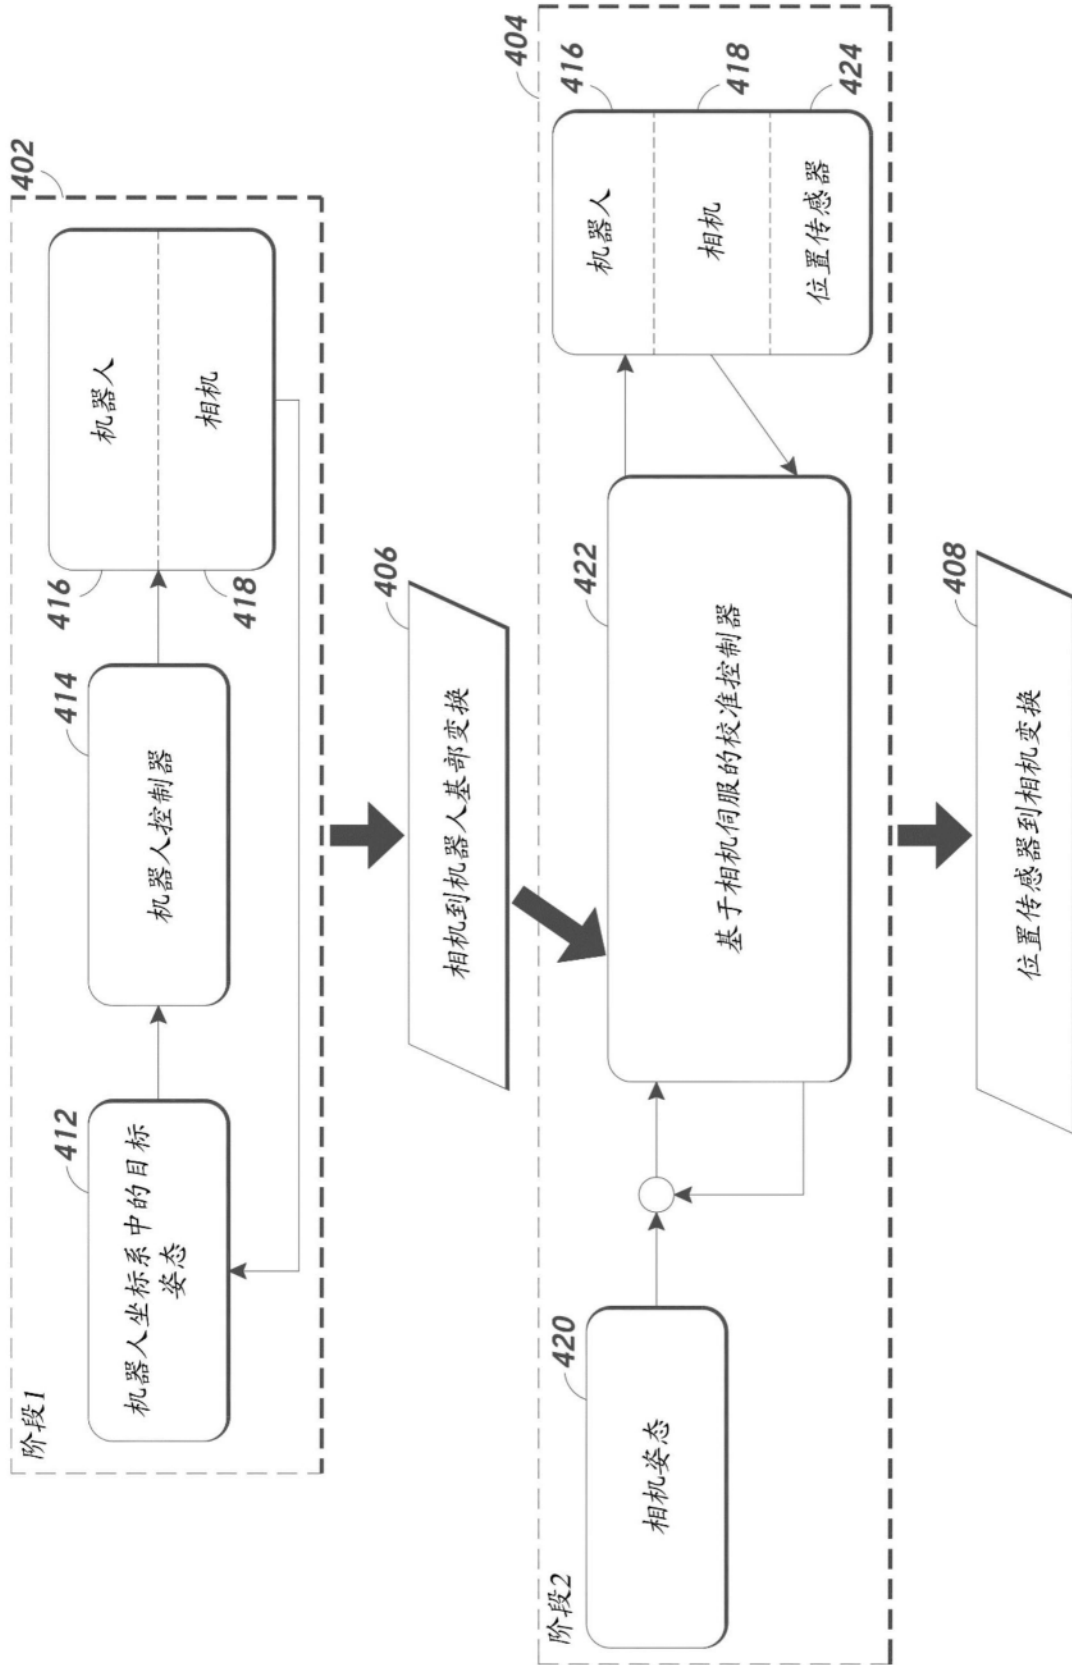 402
阶段1
412
机器人坐标系中的目标
姿态
414
机器人控制器
416
机器人
418
相机
406
相机到机器人基部变换
404
阶段2
420
相机姿态
422
基于相机伺服的校准控制器
416
机器人
418
相机
424
位置传感器
408
位置传感器到相机变换